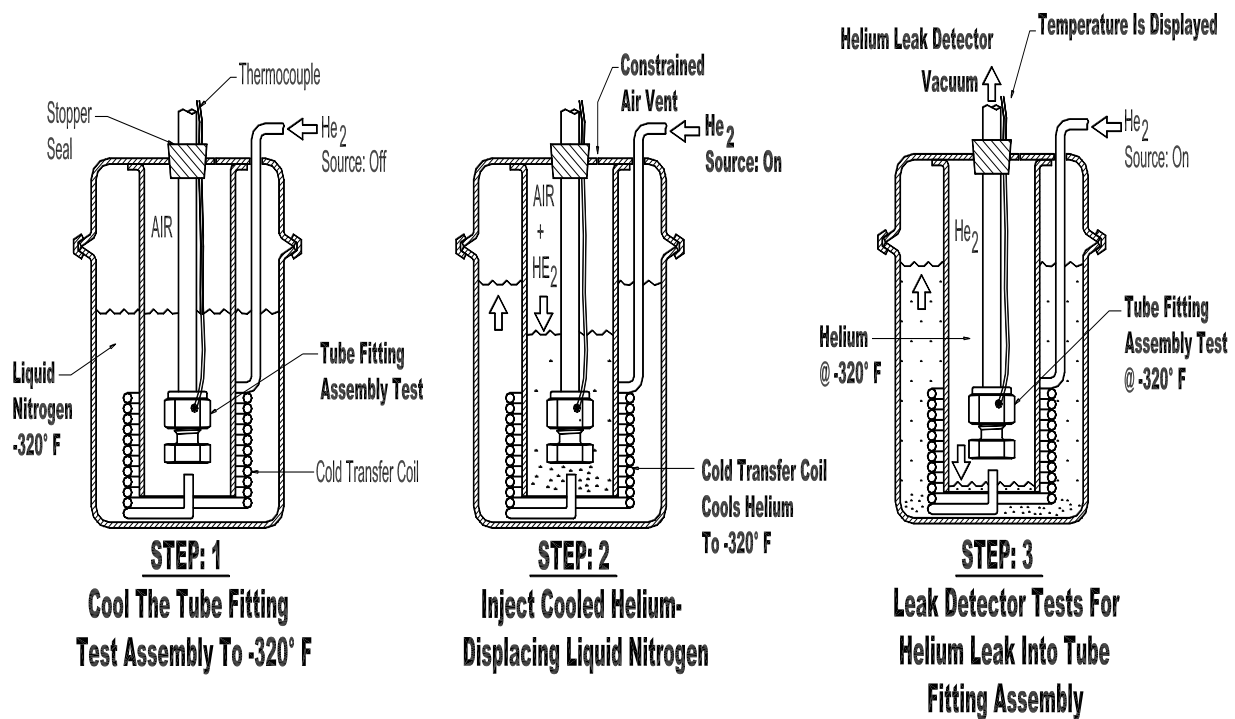 Thermocouple
Stopper
Seal
He2
Source: Off
AIR
Liquid
Nitrogen
-320° F
Tube Fitting
Assembly Test
Cold Transfer Coil
STEP: 1
Cool The Tube Fitting
Test Assembly To -320° F
Constrained
Air Vent
He2
Source: On
AIR
+
HE2
Cold Transfer Coil
Cools Helium
To -320° F
STEP: 2
Inject Cooled Helium-
Displacing Liquid Nitrogen
Helium Leak Detector
Vacuum
Temperature Is Displayed
He2
Source: On
He2
Helium
@ -320° F
Tube Fitting
Assembly Test
@ -320° F
STEP: 3
Leak Detector Tests For
Helium Leak Into Tube
Fitting Assembly